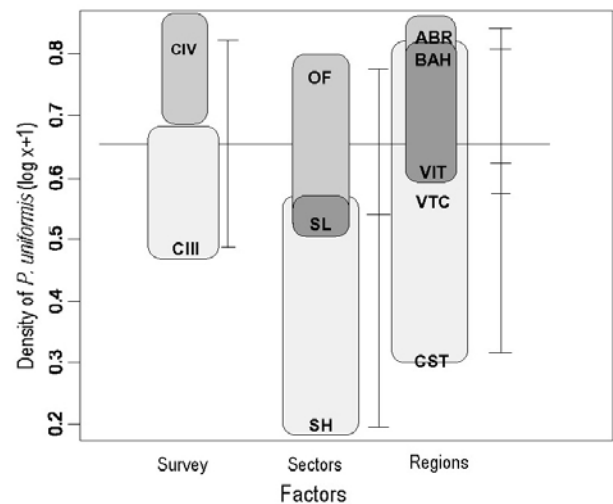 Density of P. uniformis (log x+1)
0.8
0.7
0.6
0.5
0.4
0.3
0.2
CIV
CIII
OF
SL
SH
ABR
BAH
VIT
VTC
CST
Survey Sectors Regions
Factors